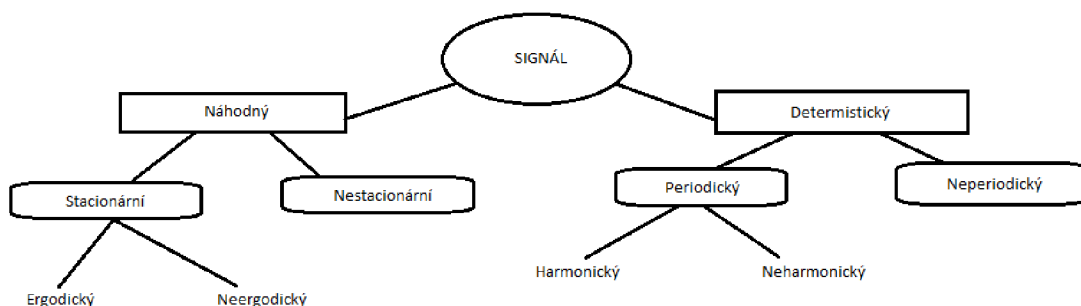 SIGNÁL
Náhodný
Determistický
Stacionární
Nestacionární
Periodický
Neperiodický
Harmonický
Neharmonický
Ergodický
Neergodický